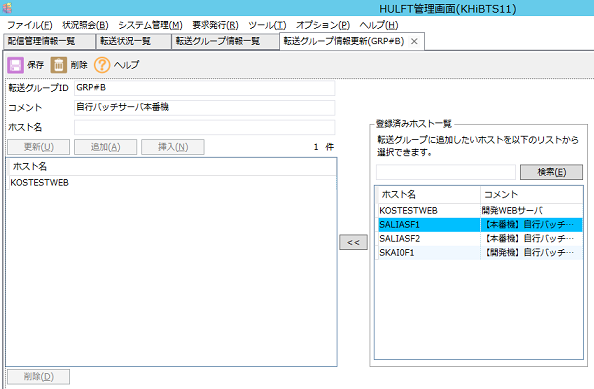 HULFT管理画面(KHiBTS11)
ファイル(F) 状況照会(B) システム管理(M) 要求発行(R) ツール(T) オプション(P) ヘルプ(H)
配信管理情報一覧 転送状況一覧 転送グループ情報一覧 転送グループ情報更新(GRP#B) ×
保存 削除 ? ヘルプ
転送グループID GRP#B
コメント 自行バッチサーバ本番機
ホスト名
更新(U) 追加(A) 挿入(N) 1 件
ホスト名
KOSTESTWEB
削除(D)
<<
登録済みホスト一覧
転送グループに追加したいホストを以下のリストから
選択できます。
検索(E)
ホスト名 コメント
KOSTESTWEB 開発WEBサーバ
SALIASF1 【本番機】自行バッチ…
SALIASF2 【本番機】自行バッチ…
SKAI0F1 【開発機】自行バッチ…